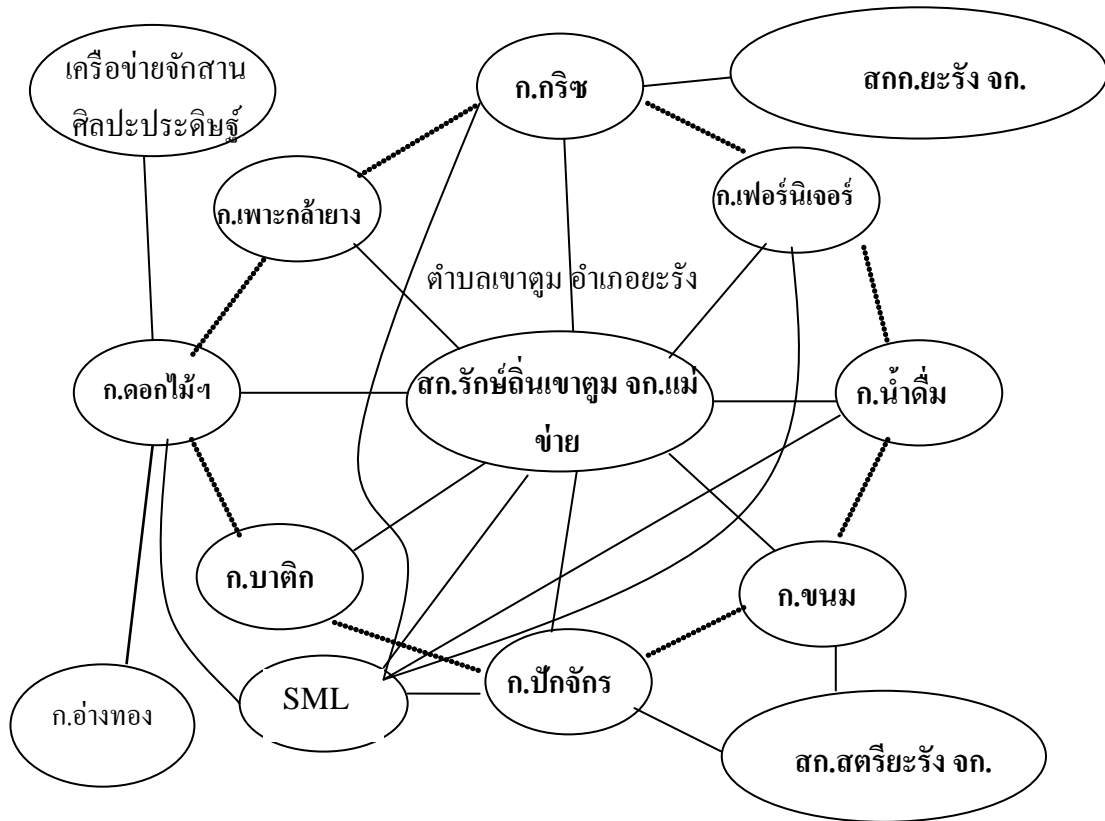 เครือข่ายจักสาน
ศิลปะประดิษฐ์
ก.กริซ
สกก.ยะรัง จก.
ก.เพาะกล้ายาง
ก.เฟอร์นิเจอร์
ตำบลเขาตูม อำเภอยะรัง
ก.ดอกไม้ฯ
สก.รักษ์ถิ่นเขาตูม จก.แม่
ข่าย
ก.น้ำดื่ม
ก.บาติก
ก.ขนม
SML
ก.ปักจักร
ก.อ่างทอง
สก.สตรียะรัง จก.